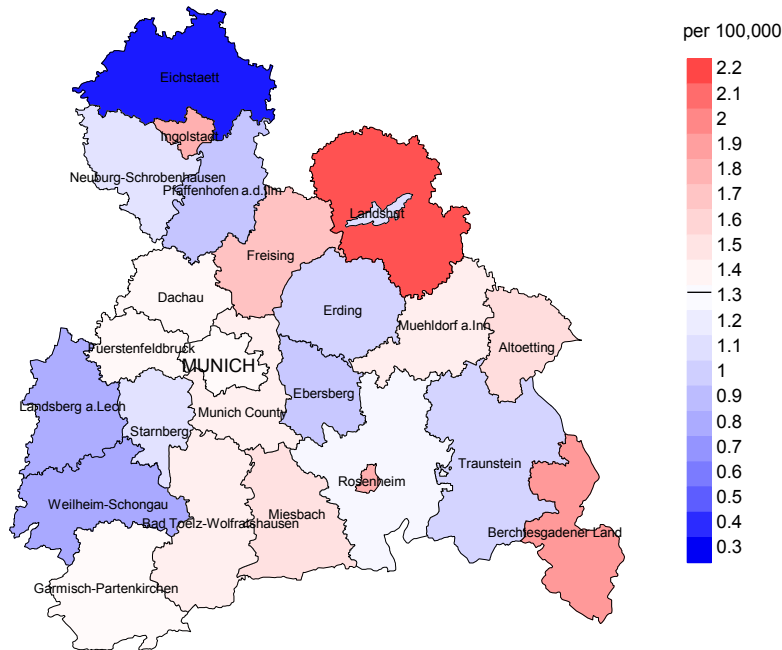 per 100,000
2.2
2.1
2
1.9
1.8
1.7
1.6
1.5
1.4
1.3
1.2
1.1
1
0.9
0.8
0.7
0.6
0.5
0.4
0.3
Eichstaett
Ingolstadt
Neuburg-Schrobenhausen
Pfaffenhofen a.d.Ilm
Landshst
Freising
Dachau
Erding
Muehldorf a.Inn
Altoetting
Fuerstenfeldbruck
MUNICH
Ebersberg
Landsberg a.Lech
Munich County
Starnberg
Traunstein
Rosenheim
Weilheim-Schongau
Miesbach
Bad Toelz-Wolfratshausen
Berchtesgadener Land
Garmisch-Partenkirchen